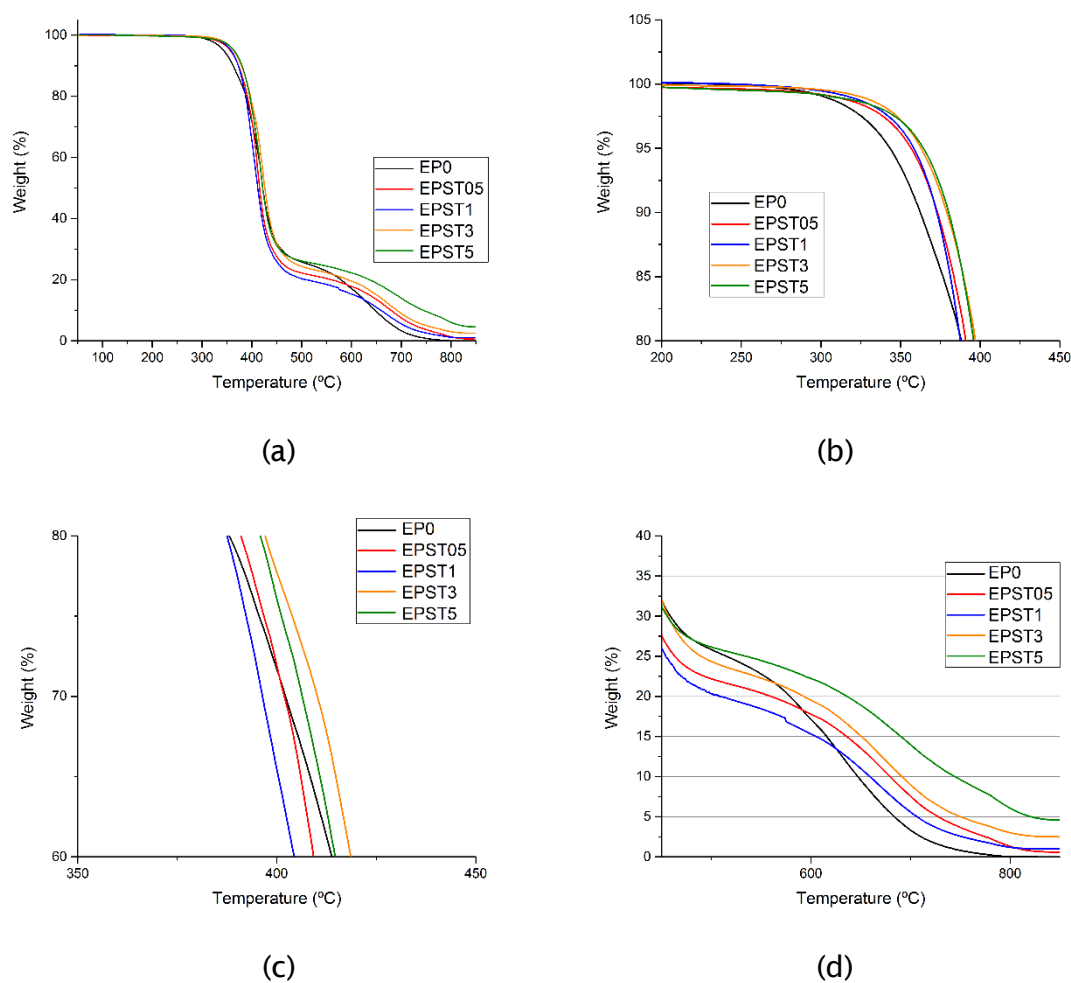 100
80
60
40
20
0
Weight (%)
100 200 300 400 500 600 700 800
Temperature (ºC)
EP0
EPST05
EPST1
EPST3
EPST5
(a)
105
100
95
90
85
80
Weight (%)
200 250 300 350 400 450
Temperature (ºC)
EP0
EPST05
EPST1
EPST3
EPST5
(b)
80
70
60
Weight (%)
350 400 450
Temperature (ºC)
EP0
EPST05
EPST1
EPST3
EPST5
(c)
40
35
30
25
20
15
10
5
0
Weight (%)
600 800
Temperature (ºC)
EP0
EPST05
EPST1
EPST3
EPST5
(d)